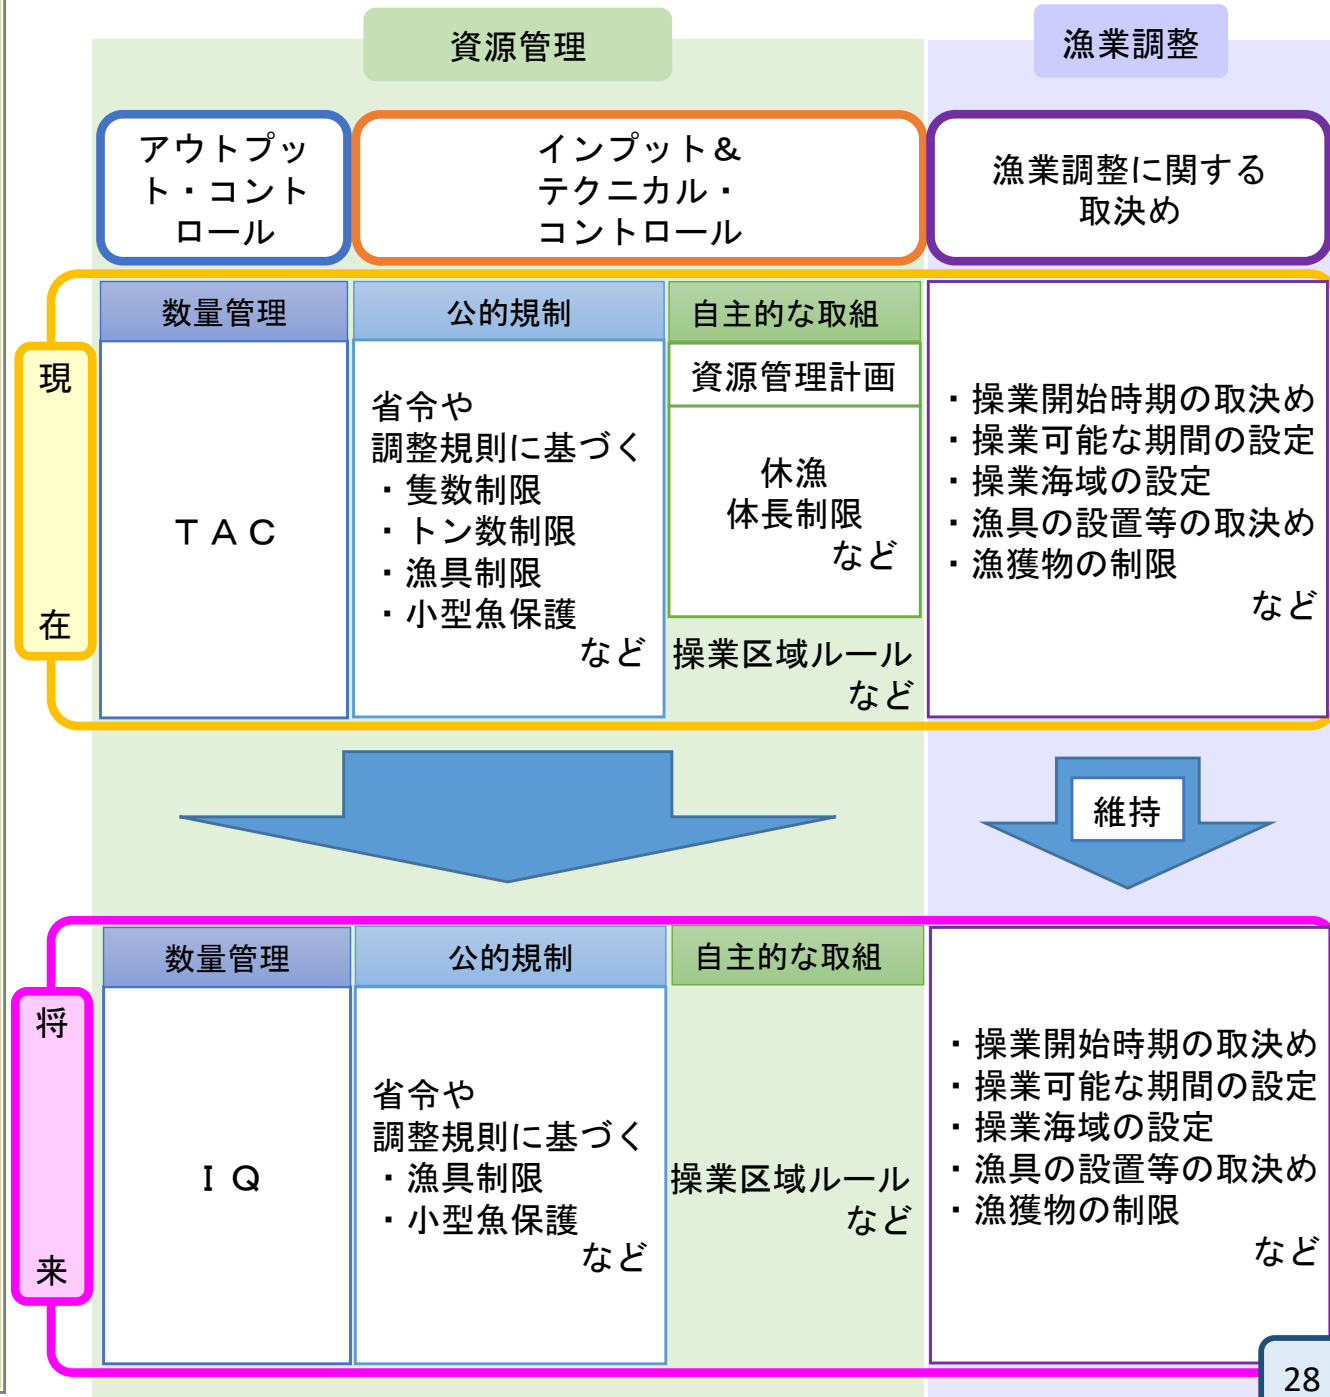 資源管理
漁業調整
アウトプッ
ト・コント
ロール
インプット＆
テクニカル・
コントロール
漁業調整に関する
取決め
現
在
数量管理
ＴＡＣ
公的規制
省令や
調整規則に基づく
・隻数制限
・トン数制限
・漁具制限
・小型魚保護
など
自主的な取組
資源管理計画
休漁
体長制限
など
操業区域ルール
など
・操業開始時期の取決め
・操業可能な期間の設定
・操業海域の設定
・漁具の設置等の取決め
・漁獲物の制限
など
維持
将
来
数量管理
ＩＱ
公的規制
省令や
調整規則に基づく
・漁具制限
・小型魚保護
など
自主的な取組
操業区域ルール
など
・操業開始時期の取決め
・操業可能な期間の設定
・操業海域の設定
・漁具の設置等の取決め
・漁獲物の制限
など
28